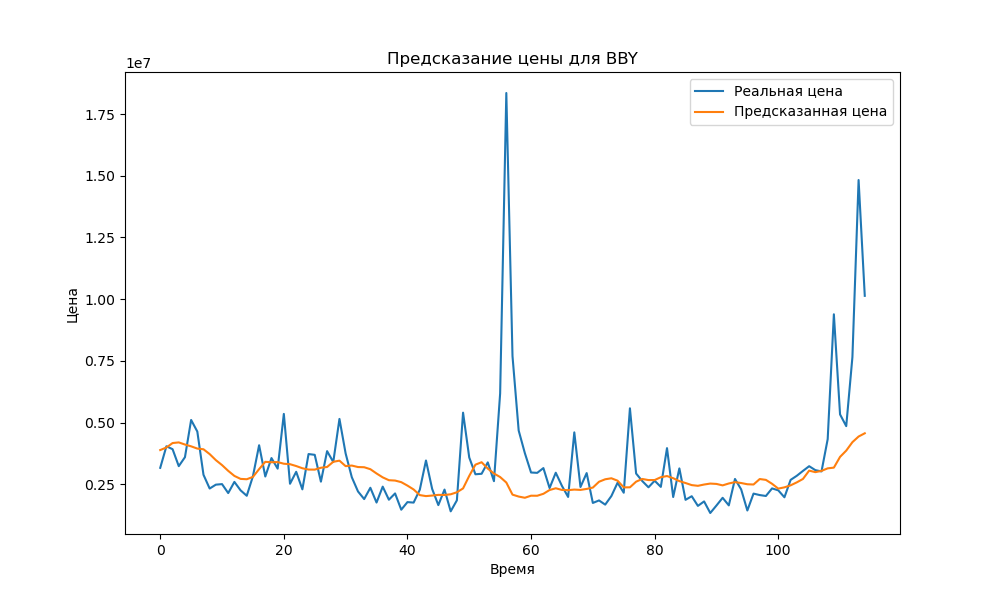 Предсказание цены для BBY
1e7
Реальная цена
Предсказанная цена
1.75
1.50
1.25
1.00
0.75
0.50
0.25
Цена
0 20 40 60 80 100
Время